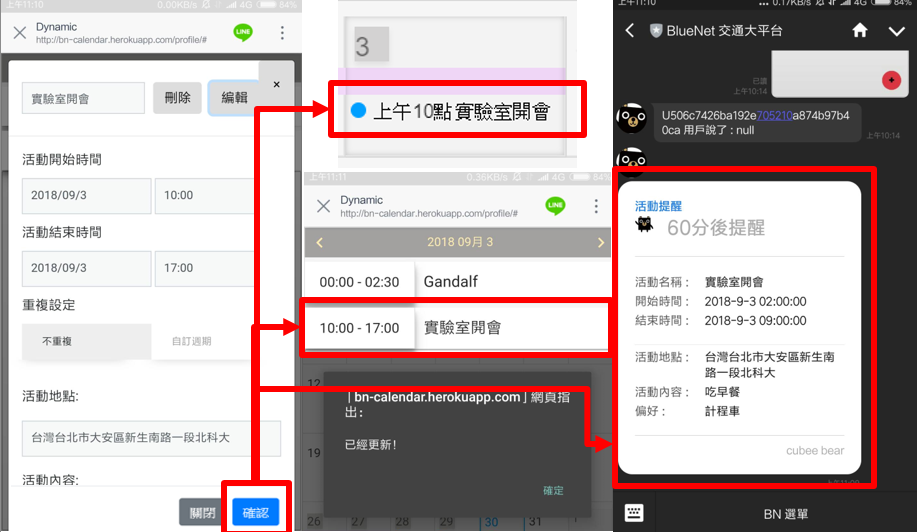 上午11:10
0.00KB/s
4G
84%
Dynamic
http://bn-calendar.herokuapp.com/profile/#
LINE
×
實驗室開會
刪除
編輯
活動開始時間
2018/09/3
10:00
活動結束時間
2018/09/3
17:00
重複設定
不重複
自訂週期
活動地點:
台灣台北市大安區新生南路一段北科大
活動內容:
關閉
確認
3
上午10點 實驗室開會
上午11:11
0.36KB/s
4G
84%
Dynamic
http://bn-calendar.herokuapp.com/profile/#
LINE
2018 09月 3
00:00 - 02:30
Gandalf
10:00 - 17:00
實驗室開會
12
「bn-calendar.herokuapp.com」網頁指
出:
已經更新!
確定
19
26
27
28
29
30
31
上午11:10
0.17KB/s
4G
84%
BlueNet 交通大平台
已讀
上午10:14
U506c7426ba192e705210a874b97b4
0ca 用戶說了 : null
上午10:14
活動提醒
60分後提醒
活動名稱 : 實驗室開會
開始時間 : 2018-9-3 02:00:00
結束時間 : 2018-9-3 09:00:00
活動地點 : 台灣台北市大安區新生南
路一段北科大
活動內容 : 吃早餐
偏好 : 計程車
cubee bear
BN 選單